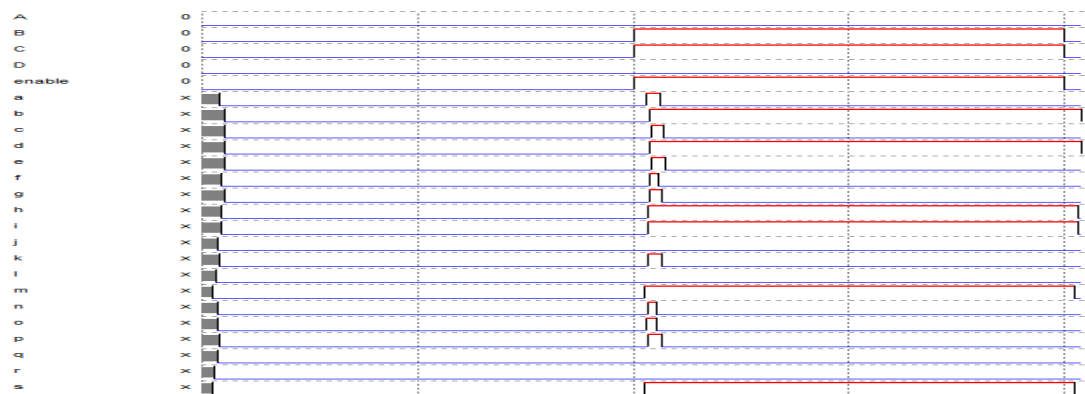 A 0
B 0
C 0
D 0
enable 0
a x
b x
c x
d x
e x
f x
g x
h x
i x
j x
k x
l x
m x
n x
o x
p x
q x
r x
s x